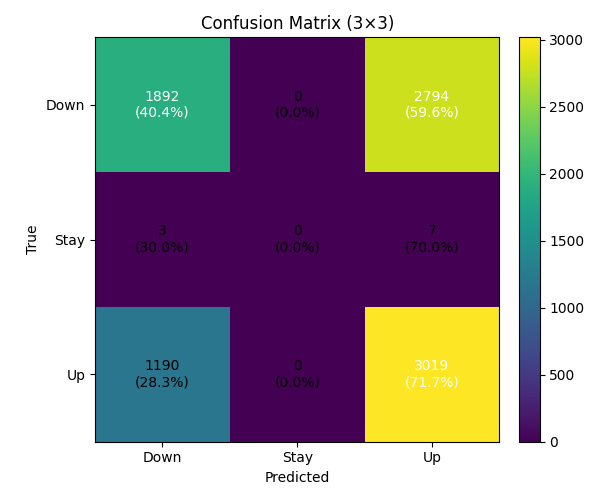 Confusion Matrix (3×3)
Down
1892
(40.4%)
0
(0.0%)
2794
(59.6%)
Stay
3
(30.0%)
0
(0.0%)
7
(70.0%)
Up
1190
(28.3%)
0
(0.0%)
3019
(71.7%)
True
Down
Stay
Up
Predicted
3000
2500
2000
1500
1000
500
0